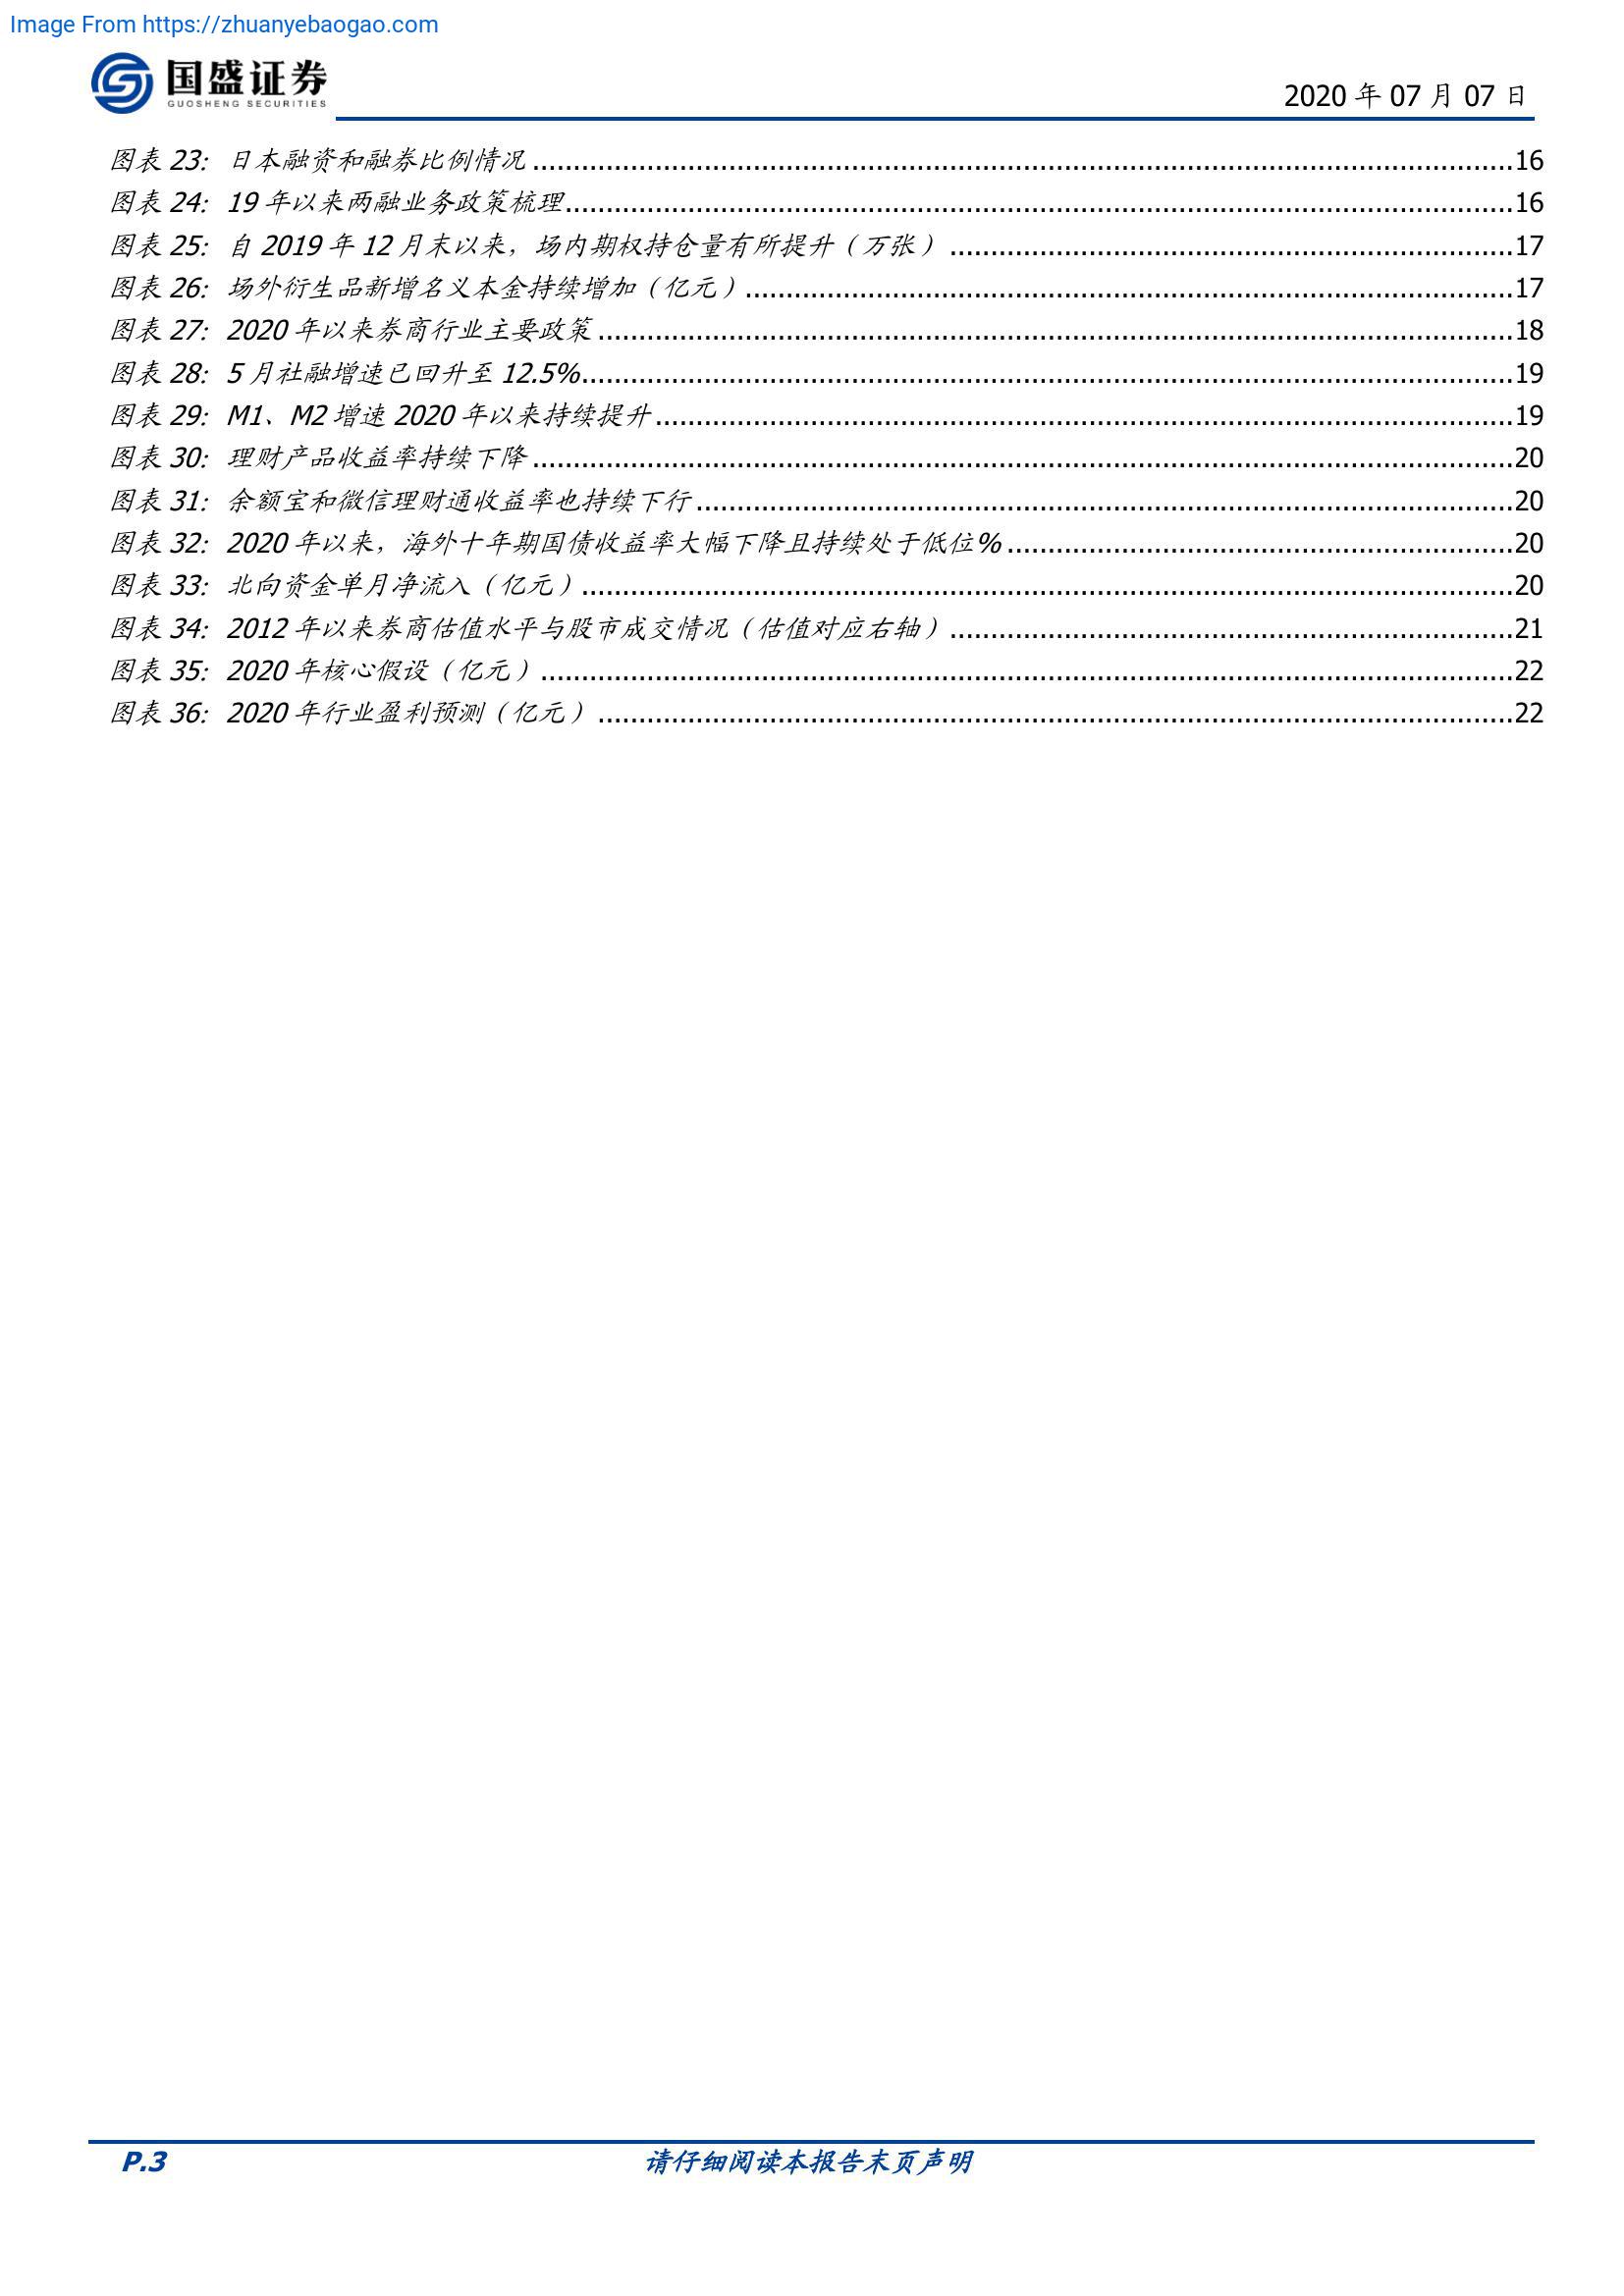 Image From https://zhuanyebaogao.com
国盛证券
GUOSHENG SECURITIES
2020 年 07 月 07 日
图表 23: 日本融资和融券比例情况 ........................ 16
图表 24: 19 年以来两融业务政策梳理 ........................ 16
图表 25: 自 2019 年 12 月末以来，场内期权持仓量有所提升（万张） ........................ 17
图表 26: 场外衍生品新增名义本金持续增加（亿元） ........................ 17
图表 27: 2020 年以来券商行业主要政策 ........................ 18
图表 28: 5 月社融增速已回升至 12.5% ........................ 19
图表 29: M1、M2 增速 2020 年以来持续提升 ........................ 19
图表 30: 理财产品收益率持续下降 ........................ 20
图表 31: 余额宝和微信理财通收益率也持续下行 ........................ 20
图表 32: 2020 年以来，海外十年期国债收益率大幅下降且持续处于低位% ........................ 20
图表 33: 北向资金单月净流入（亿元） ........................ 20
图表 34: 2012 年以来券商估值水平与股市成交情况（估值对应右轴） ........................ 21
图表 35: 2020 年核心假设（亿元） ........................ 22
图表 36: 2020 年行业盈利预测（亿元） ........................ 22
P.3
请仔细阅读本报告末页声明